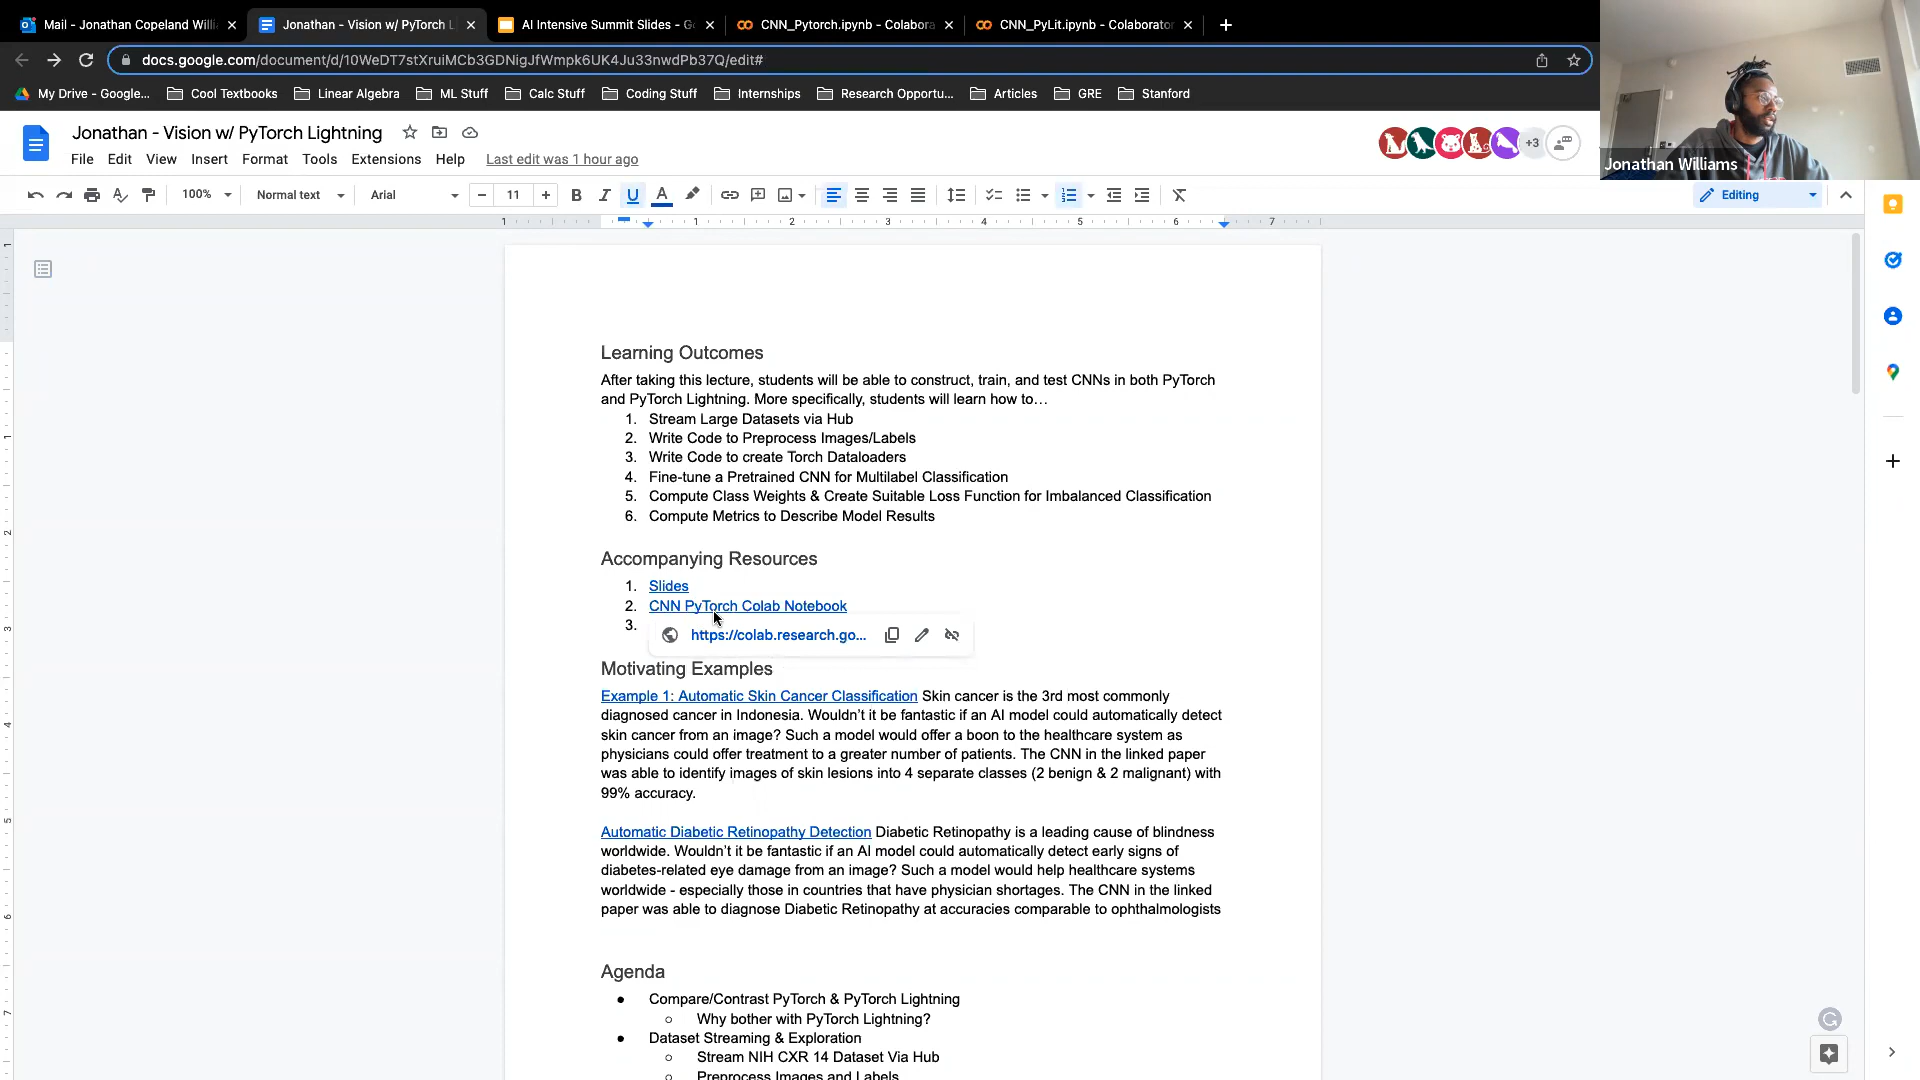 Mail - Jonathan Copeland Willi
Jonathan - Vision w/ PyTorch L
AI Intensive Summit Slides - Go
CNN_Pytorch.ipynb - Colabora
CNN_PyLit.ipynb - Colaborator
docs.google.com/document/d/10WeDT7stXruiMCb3GDNigJfWmpk6UK4Ju33nwdPb37Q/edit#
My Drive - Google...
Cool Textbooks
Linear Algebra
ML Stuff
Calc Stuff
Coding Stuff
Internships
Research Opportu...
Articles
GRE
Stanford
Jonathan - Vision w/ PyTorch Lightning
File Edit View Insert Format Tools Extensions Help Last edit was 1 hour ago
+3
Jonathan Williams
100% Normal text Arial 11
Editing
1 1 2 3 4 5 6 7
Learning Outcomes
After taking this lecture, students will be able to construct, train, and test CNNs in both PyTorch
and PyTorch Lightning. More specifically, students will learn how to…
1. Stream Large Datasets via Hub
2. Write Code to Preprocess Images/Labels
3. Write Code to create Torch Dataloaders
4. Fine-tune a Pretrained CNN for Multilabel Classification
5. Compute Class Weights & Create Suitable Loss Function for Imbalanced Classification
6. Compute Metrics to Describe Model Results
Accompanying Resources
1. Slides
2. CNN PyTorch Colab Notebook
3.
https://colab.research.go...
Motivating Examples
Example 1: Automatic Skin Cancer Classification Skin cancer is the 3rd most commonly
diagnosed cancer in Indonesia. Wouldn't it be fantastic if an AI model could automatically detect
skin cancer from an image? Such a model would offer a boon to the healthcare system as
physicians could offer treatment to a greater number of patients. The CNN in the linked paper
was able to identify images of skin lesions into 4 separate classes (2 benign & 2 malignant) with
99% accuracy.
Automatic Diabetic Retinopathy Detection Diabetic Retinopathy is a leading cause of blindness
worldwide. Wouldn't it be fantastic if an AI model could automatically detect early signs of
diabetes-related eye damage from an image? Such a model would help healthcare systems
worldwide - especially those in countries that have physician shortages. The CNN in the linked
paper was able to diagnose Diabetic Retinopathy at accuracies comparable to ophthalmologists
Agenda
● Compare/Contrast PyTorch & PyTorch Lightning
○ Why bother with PyTorch Lightning?
● Dataset Streaming & Exploration
○ Stream NIH CXR 14 Dataset Via Hub
○ Preprocess Images and Labels